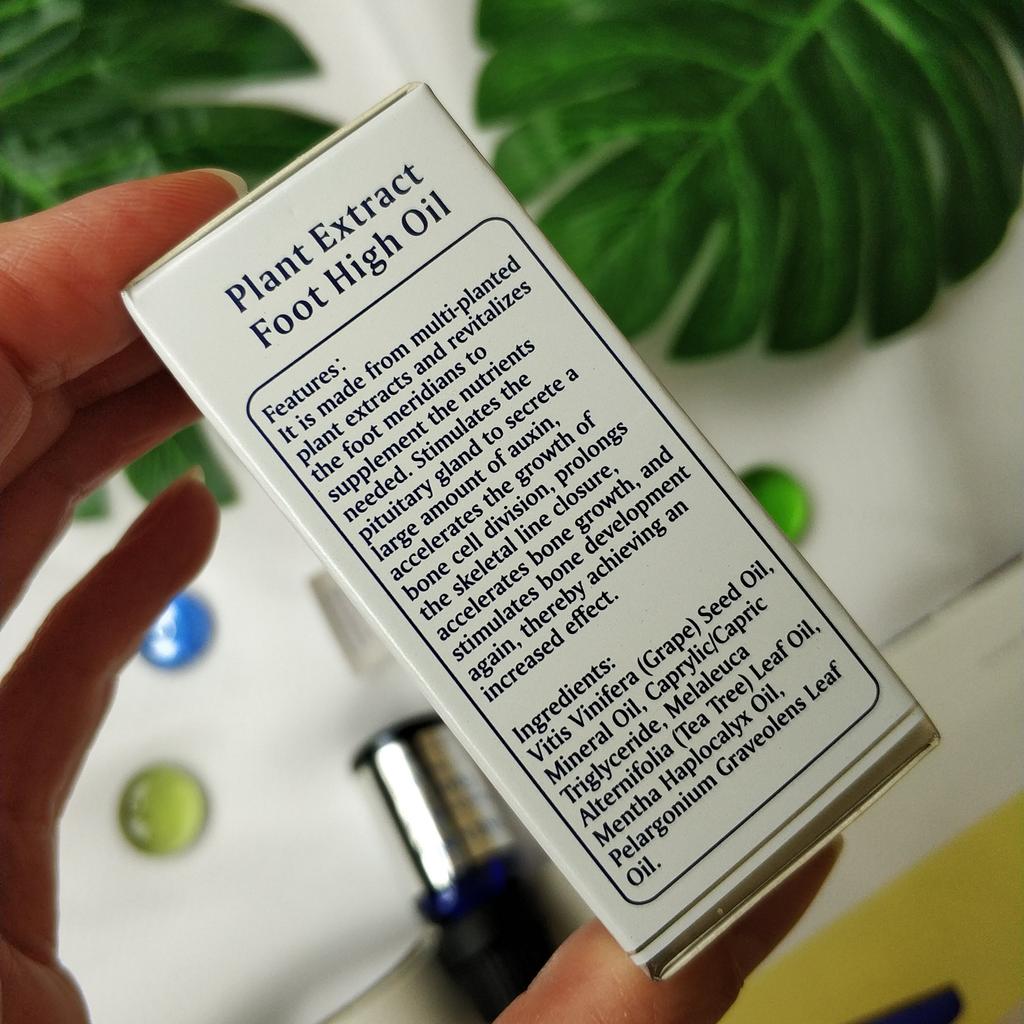 Plant Extract
Foot High Oil
Features:
It is made from multi-planted
plant extracts and revitalizes
the foot meridians to
supplement the nutrients
needed. Stimulates the
pituitary gland to secrete a
large amount of auxin,
accelerates the growth of
bone cell division, prolongs
the skeletal line closure,
accelerates bone growth, and
stimulates bone development
again, thereby achieving an
increased effect.
Ingredients:
Vitis Vinifera (Grape) Seed Oil,
Mineral Oil, Caprylic/Capric
Triglyceride, Melaleuca
Alternifolia (Tea Tree) Leaf Oil,
Mentha Haplocalyx Oil,
Pelargonium Graveolens Leaf
Oil.